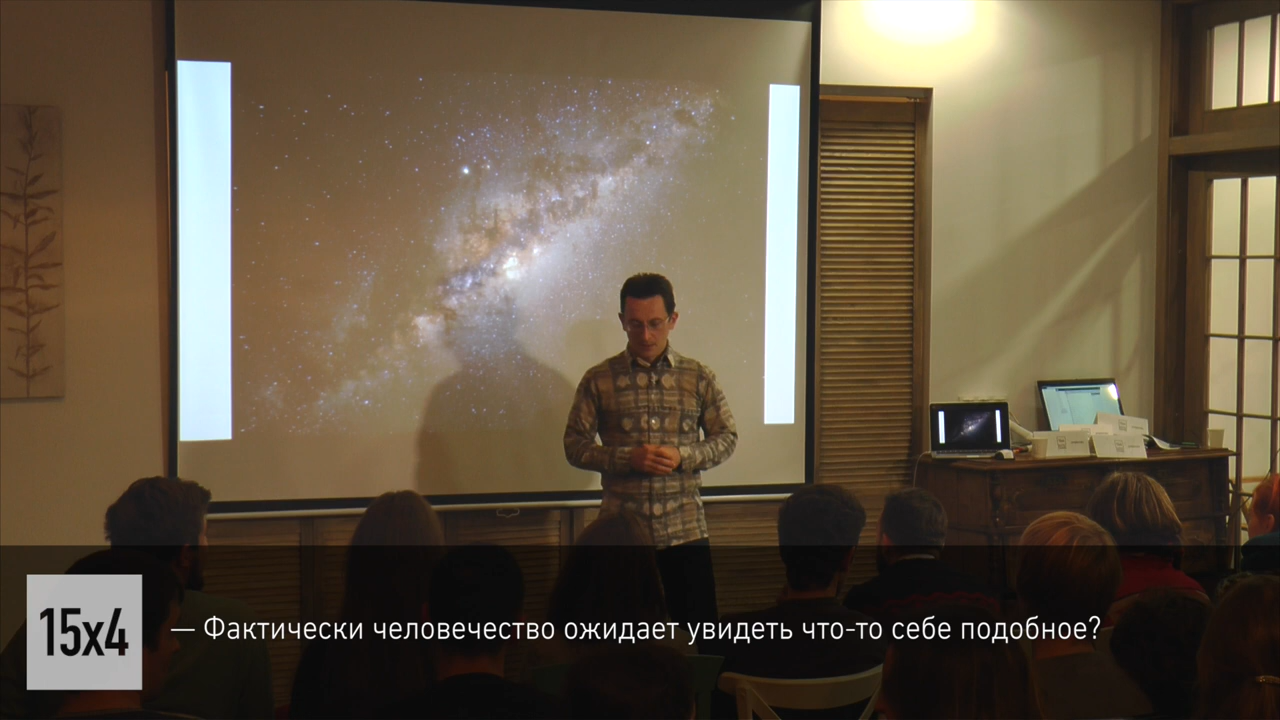 15x4
— Фактически человечество ожидает увидеть что-то себе подобное?